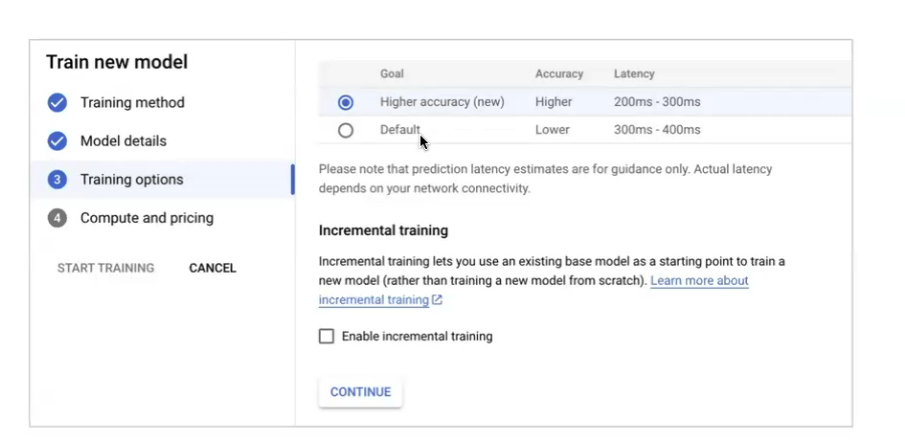 Train new model
Training method
Model details
3 Training options
4 Compute and pricing
START TRAINING CANCEL
Goal Accuracy Latency
Higher accuracy (new) Higher 200ms - 300ms
Default Lower 300ms - 400ms
Please note that prediction latency estimates are for guidance only. Actual latency
depends on your network connectivity.
Incremental training
Incremental training lets you use an existing base model as a starting point to train a
new model (rather than training a new model from scratch). Learn more about
incremental training
Enable incremental training
CONTINUE